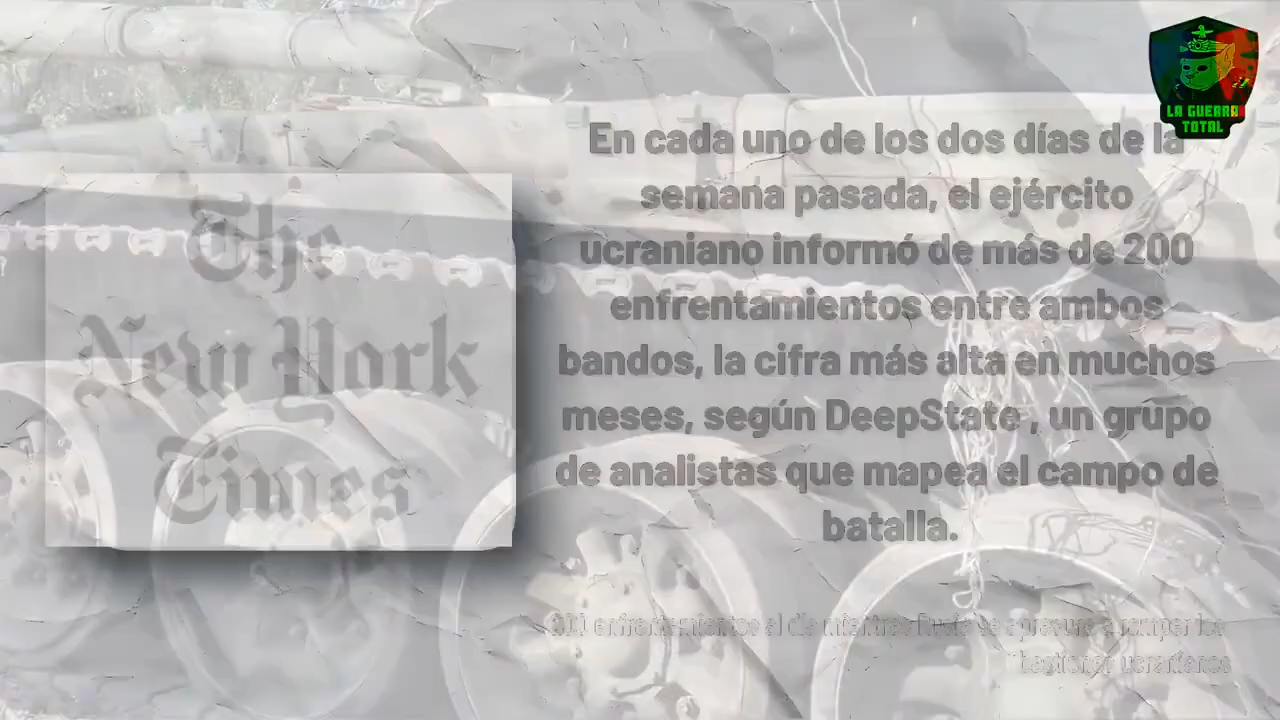 LA GUERRA
TOTAL
The
New York
Times
En cada uno de los dos días de la
semana pasada, el ejército
ucraniano informó de más de 200
enfrentamientos entre ambos
bandos, la cifra más alta en muchos
meses, según DeepState , un grupo
de analistas que mapea el campo de
batalla.
enfrentamientos al día mientras Rusia se apresura a romper los
bastiones ucranianos